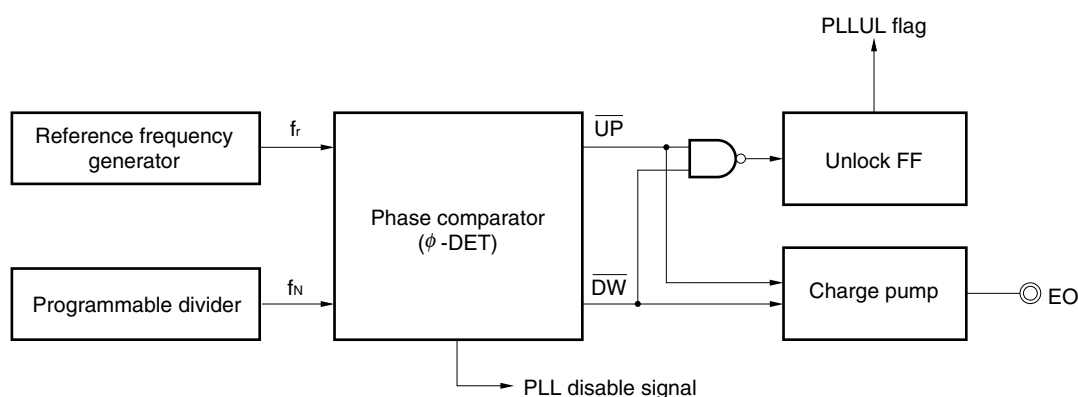 PLLUL flag
Reference frequency
generator
fr
UP
Unlock FF
Phase comparator
(ϕ -DET)
Programmable divider
fN
DW
Charge pump
EO
PLL disable signal